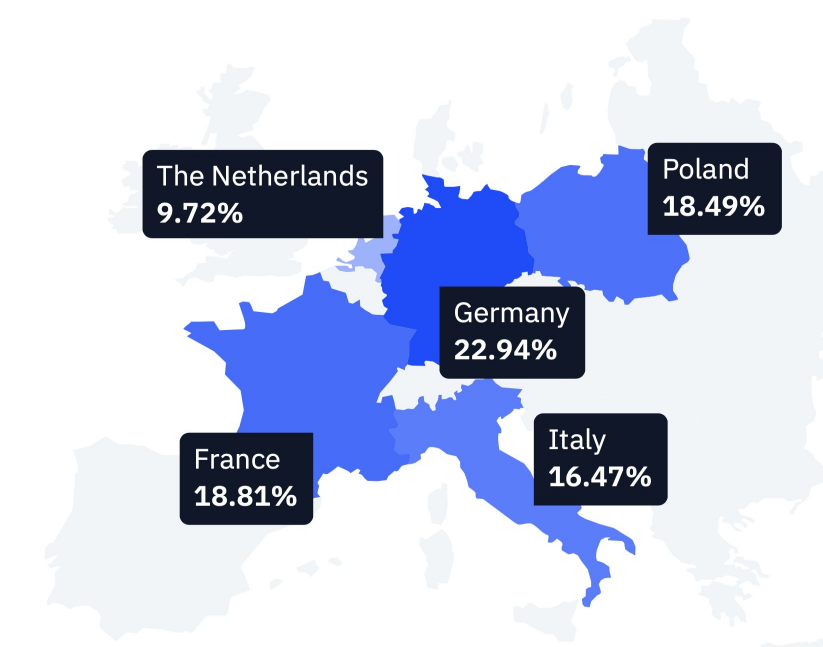 The Netherlands
9.72%
Poland
18.49%
Germany
22.94%
France
18.81%
Italy
16.47%